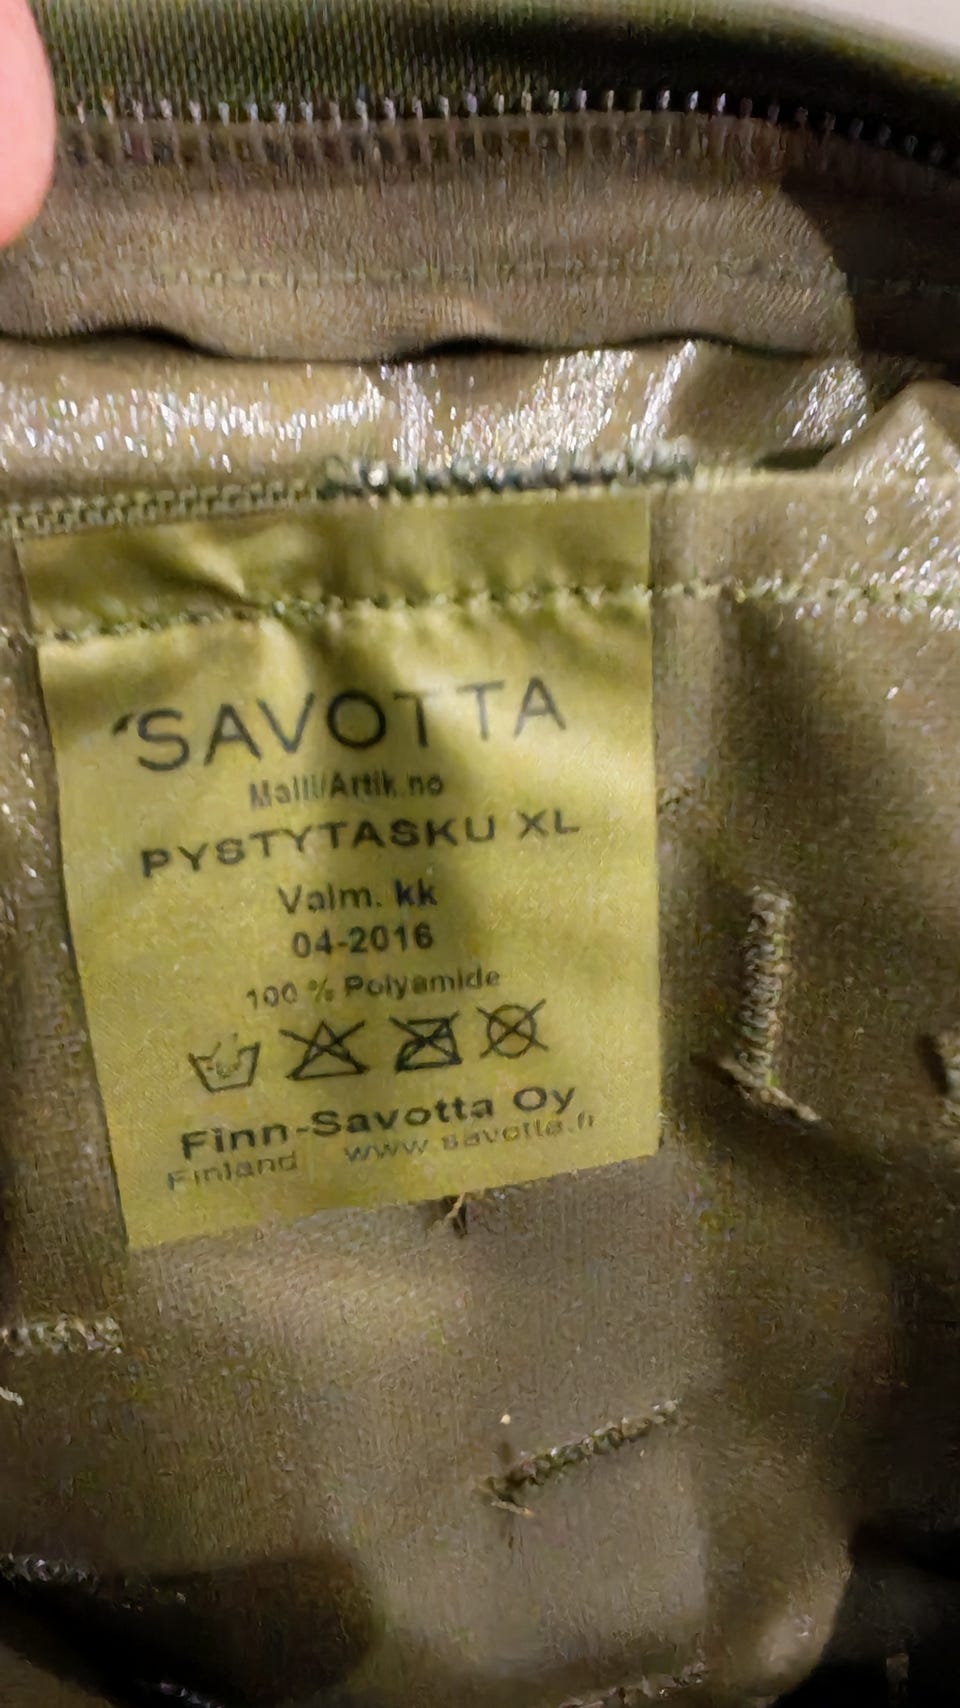 'SAVOTTA
Malli/Artik.no
PYSTYTASKU XL
Valm. kk
04-2016
100 % Polyamide
Finn-Savotta Oy
Finland www.savotta.fi